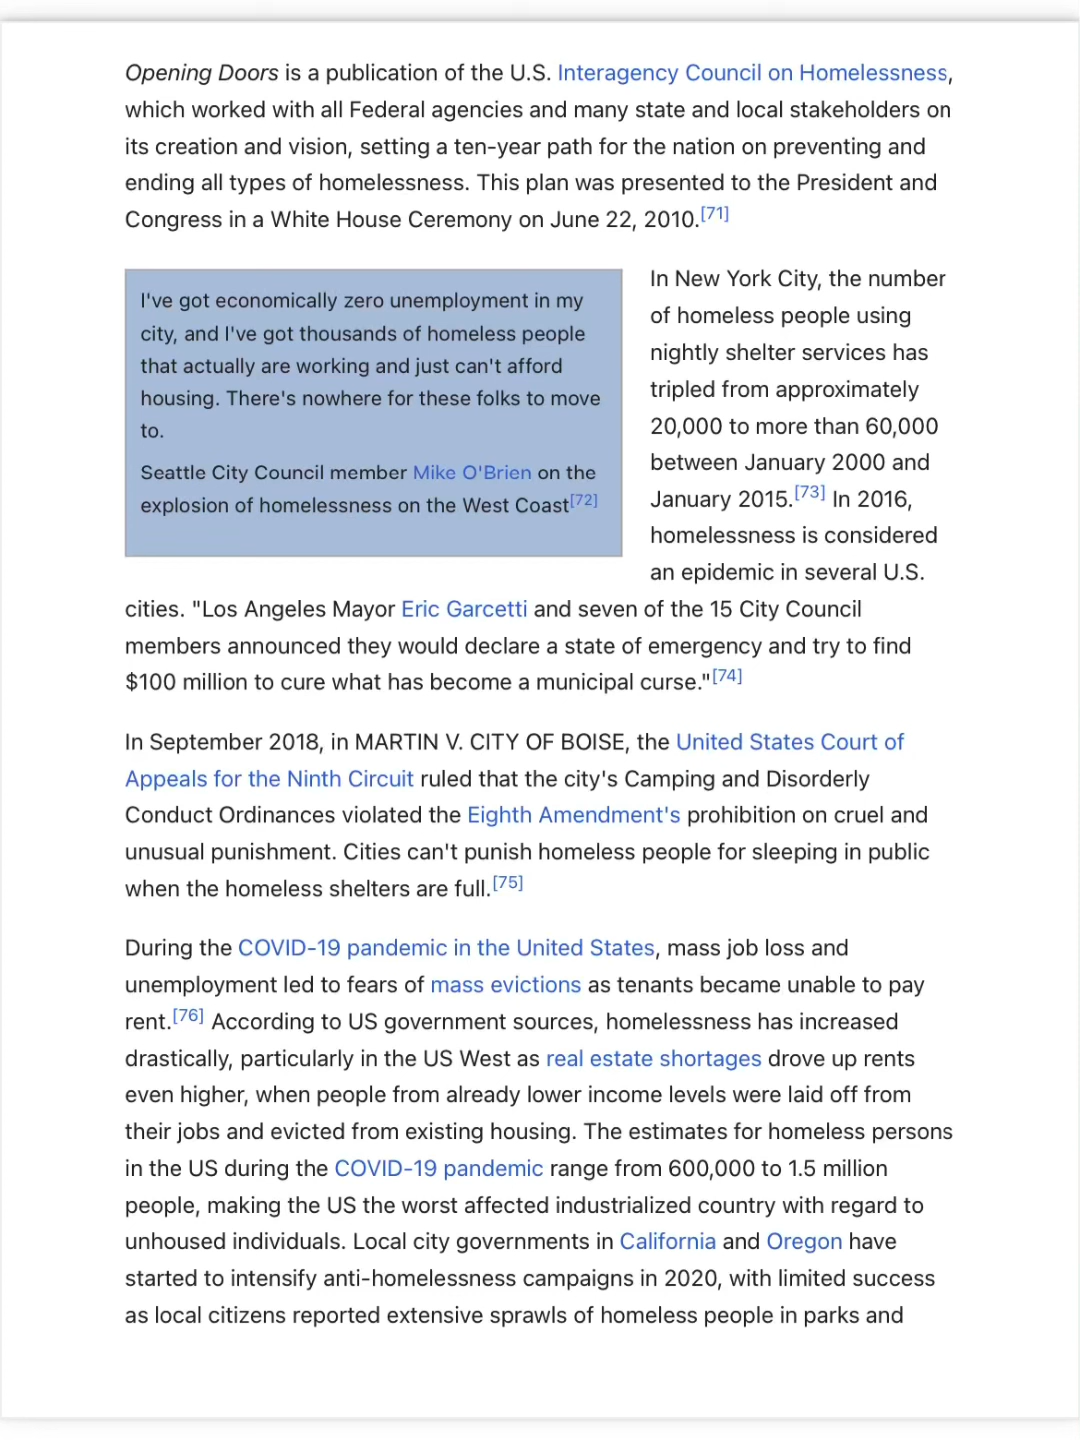 Opening Doors is a publication of the U.S. Interagency Council on Homelessness,
which worked with all Federal agencies and many state and local stakeholders on
its creation and vision, setting a ten-year path for the nation on preventing and
ending all types of homelessness. This plan was presented to the President and
Congress in a White House Ceremony on June 22, 2010.[71]
I've got economically zero unemployment in my
city, and I've got thousands of homeless people
that actually are working and just can't afford
housing. There's nowhere for these folks to move
to.
Seattle City Council member Mike O'Brien on the
explosion of homelessness on the West Coast[72]
In New York City, the number
of homeless people using
nightly shelter services has
tripled from approximately
20,000 to more than 60,000
between January 2000 and
January 2015.[73] In 2016,
homelessness is considered
an epidemic in several U.S.
cities. "Los Angeles Mayor Eric Garcetti and seven of the 15 City Council
members announced they would declare a state of emergency and try to find
$100 million to cure what has become a municipal curse."[74]
In September 2018, in MARTIN V. CITY OF BOISE, the United States Court of
Appeals for the Ninth Circuit ruled that the city's Camping and Disorderly
Conduct Ordinances violated the Eighth Amendment's prohibition on cruel and
unusual punishment. Cities can't punish homeless people for sleeping in public
when the homeless shelters are full.[75]
During the COVID-19 pandemic in the United States, mass job loss and
unemployment led to fears of mass evictions as tenants became unable to pay
rent.[76] According to US government sources, homelessness has increased
drastically, particularly in the US West as real estate shortages drove up rents
even higher, when people from already lower income levels were laid off from
their jobs and evicted from existing housing. The estimates for homeless persons
in the US during the COVID-19 pandemic range from 600,000 to 1.5 million
people, making the US the worst affected industrialized country with regard to
unhoused individuals. Local city governments in California and Oregon have
started to intensify anti-homelessness campaigns in 2020, with limited success
as local citizens reported extensive sprawls of homeless people in parks and